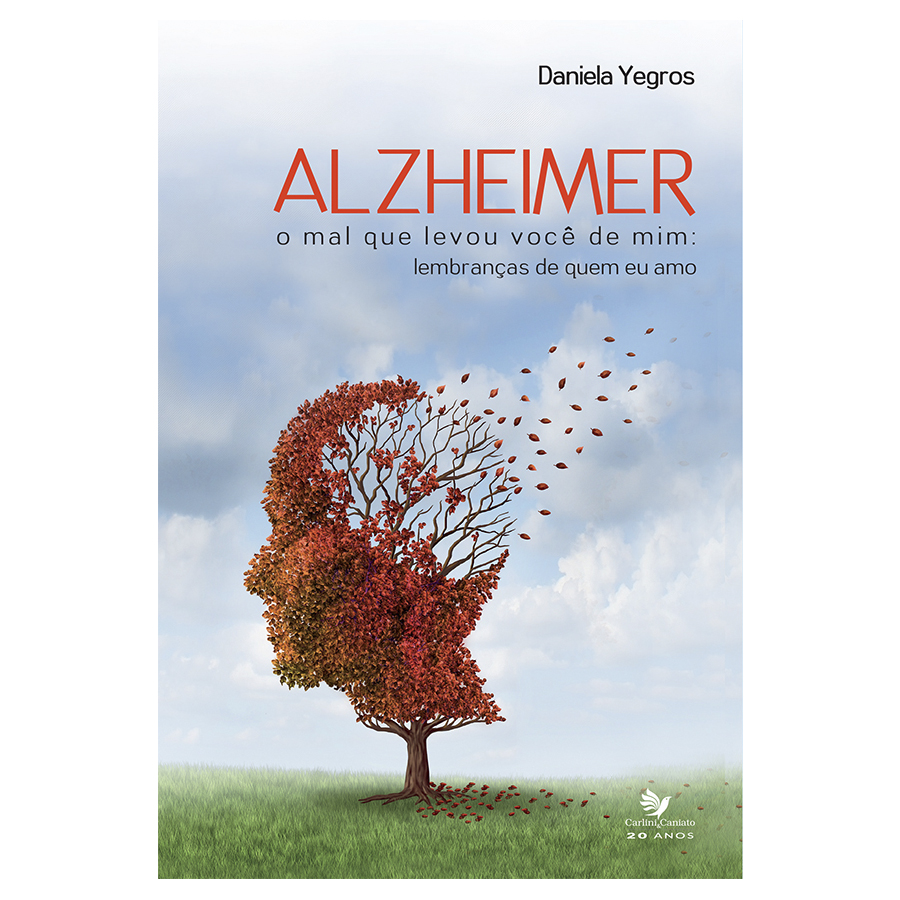 Daniela Yegros
ALZHEIMER
o mal que levou você de mim:
lembranças de quem eu amo
Carlini Caniato
20 ANOS